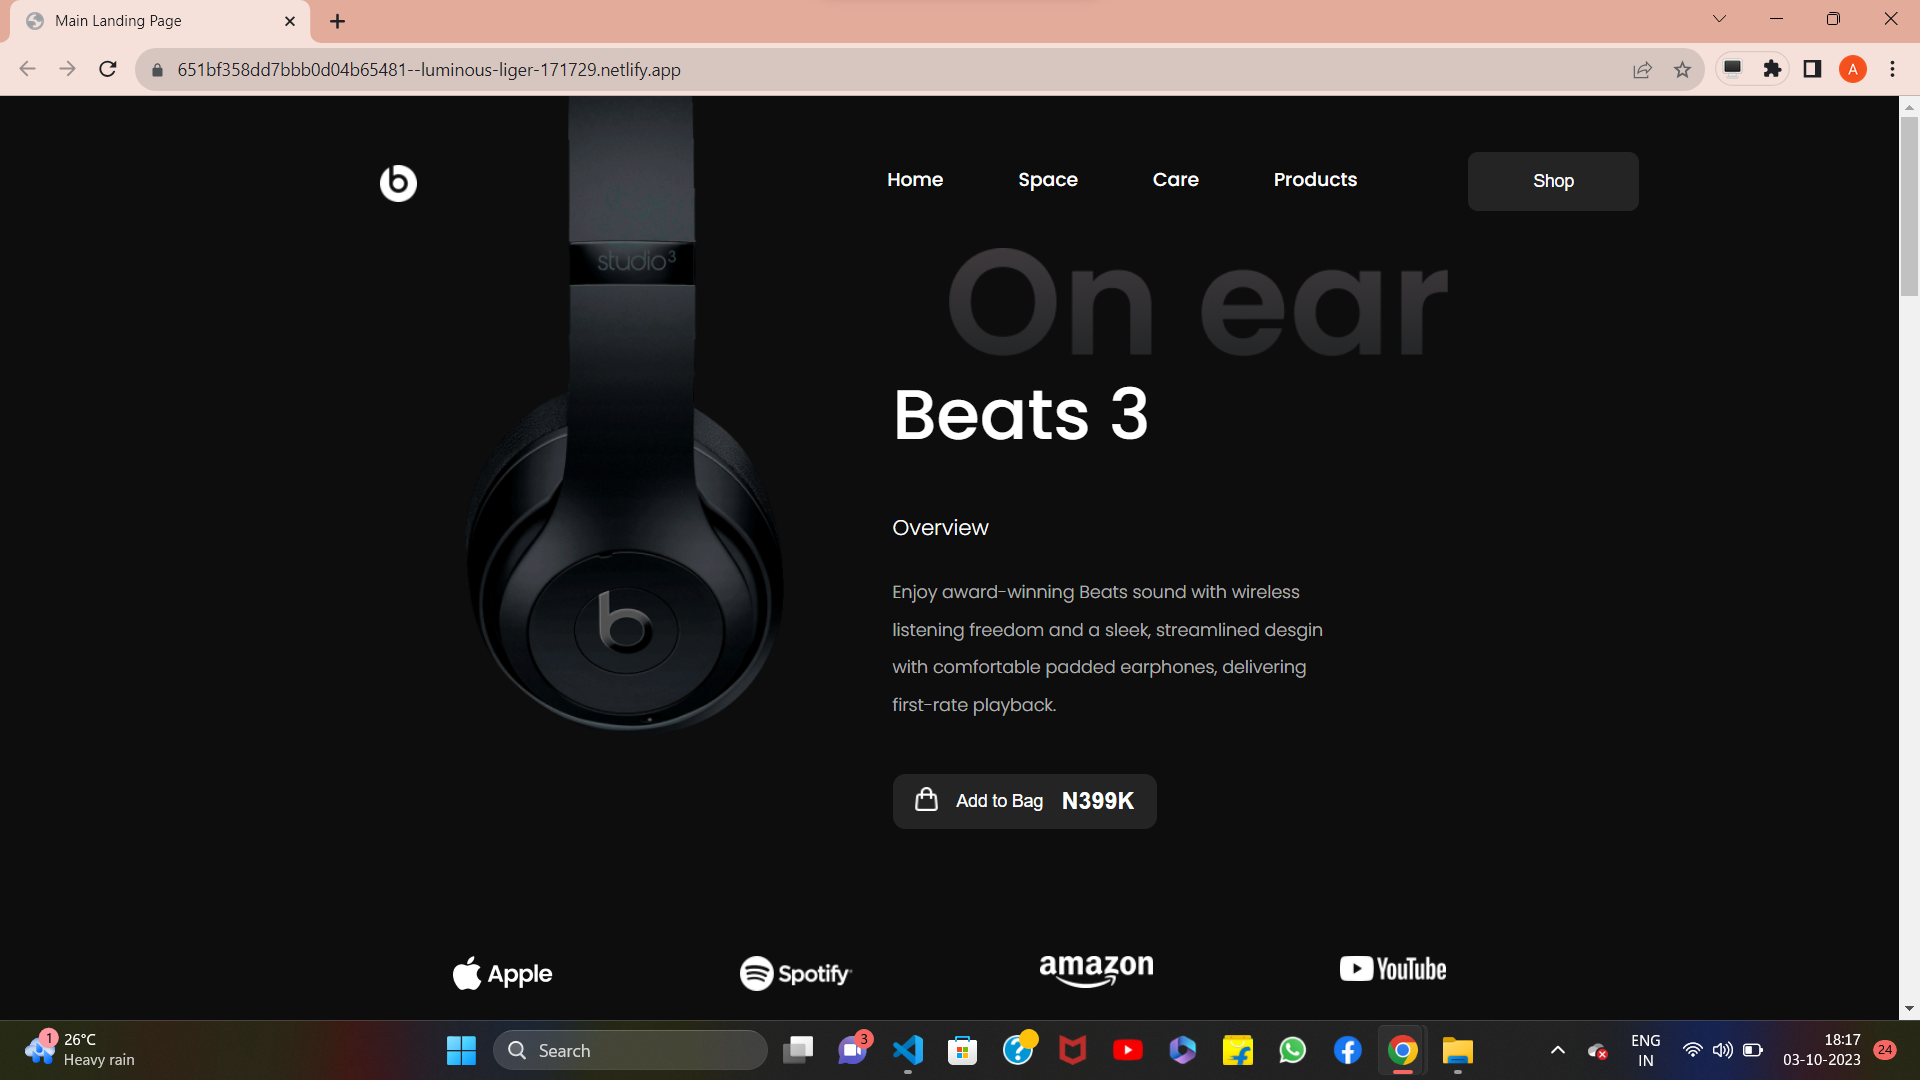 Main Landing Page
651bf358dd7bbb0d04b65481--luminous-liger-171729.netlify.app
A
b
Home Space Care Products Shop
studio3
On ear
Beats 3
Overview
Enjoy award-winning Beats sound with wireless
listening freedom and a sleek, streamlined desgin
with comfortable padded earphones, delivering
first-rate playback.
b
Add to Bag N399K
Apple Spotify amazon YouTube
1
26°C
Heavy rain
Search
3
ENG
IN
18:17
03-10-2023
24